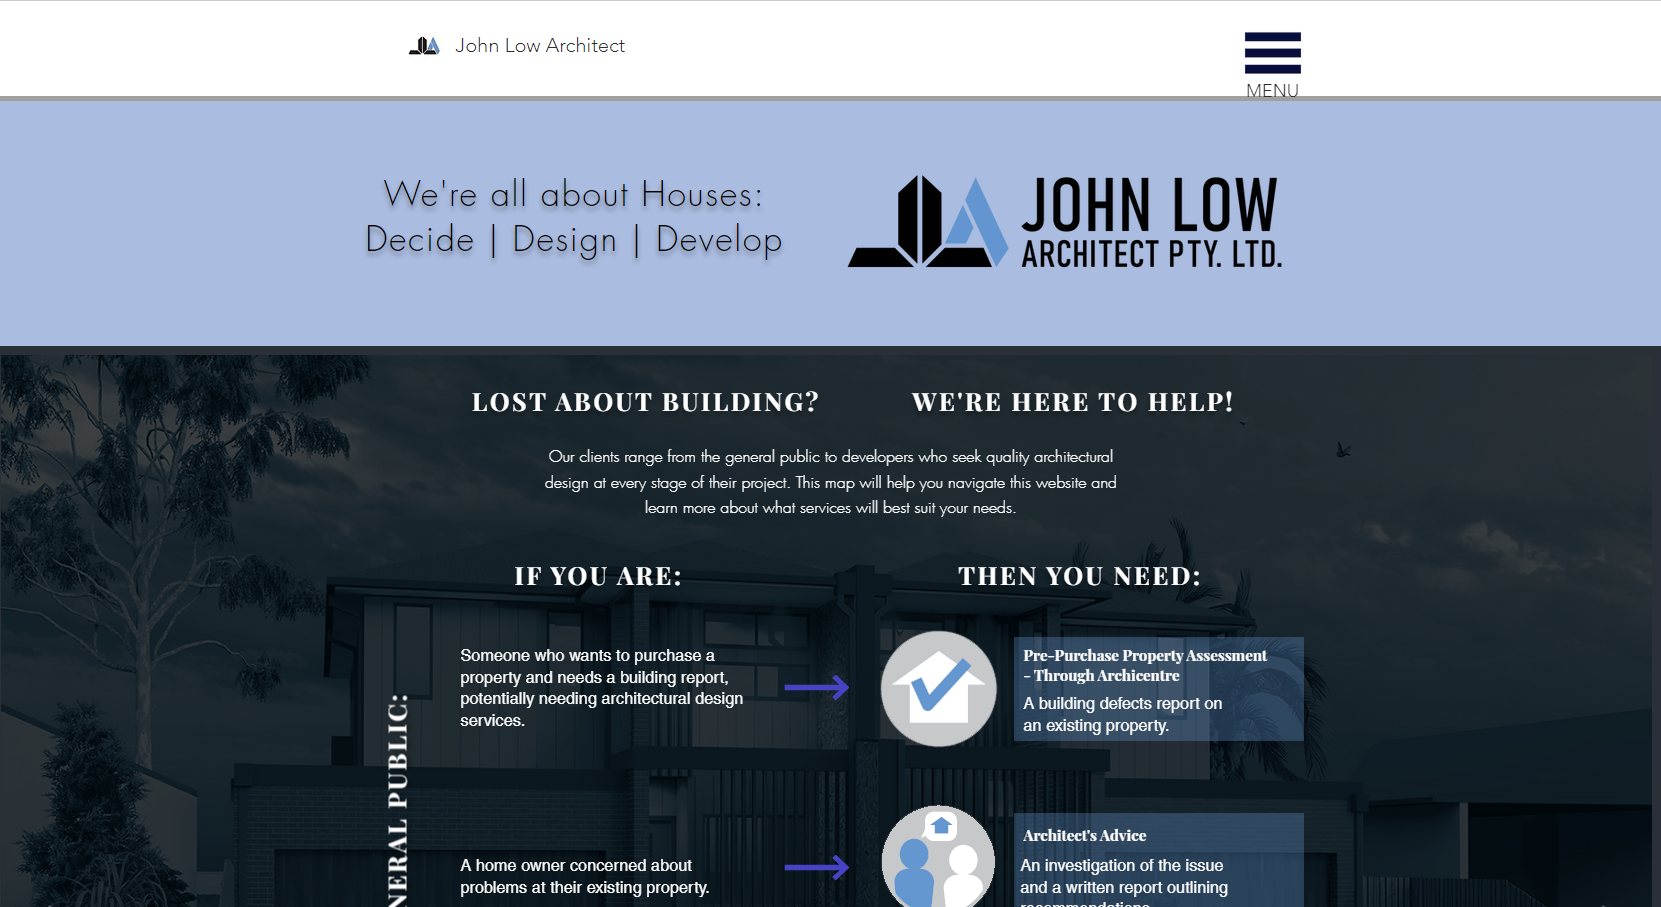 John Low Architect
MENU
We're all about Houses:
Decide | Design | Develop
JOHN LOW
ARCHITECT PTY. LTD.
LOST ABOUT BUILDING?
WE'RE HERE TO HELP!
Our clients range from the general public to developers who seek quality architectural
design at every stage of their project. This map will help you navigate this website and
learn more about what services will best suit your needs.
IF YOU ARE:
THEN YOU NEED:
NERAL PUBLIC:
Someone who wants to purchase a
property and needs a building report,
potentially needing architectural design
services.
Pre-Purchase Property Assessment
- Through Archicentre
A building defects report on
an existing property.
A home owner concerned about
problems at their existing property.
Architect's Advice
An investigation of the issue
and a written report outlining